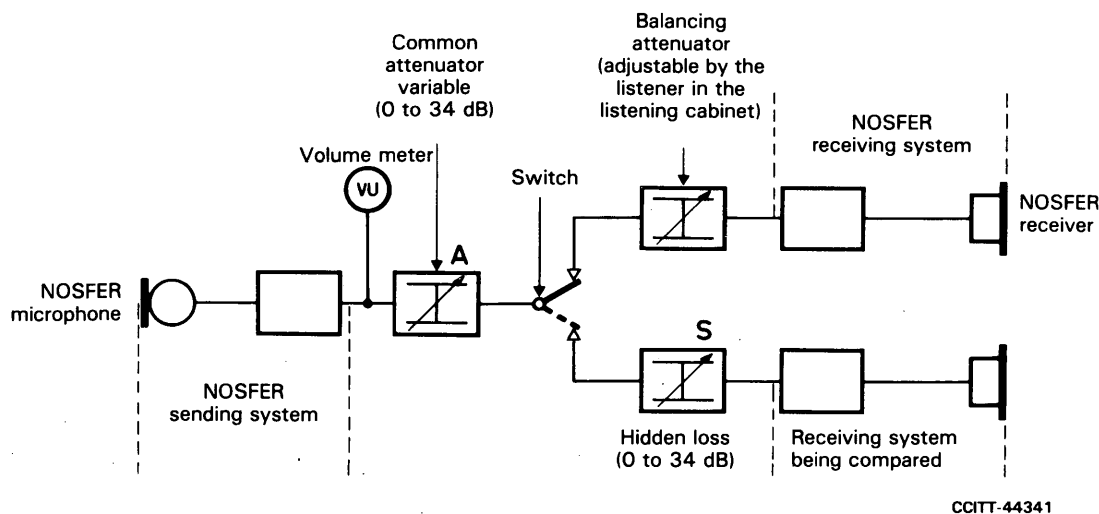 Common
attenuator
variable
(0 to 34 dB)
Balancing
attenuator
(adjustable by the
listener in the
listening cabinet)
NOSFER
receiving system
Volume meter
VU
Switch
NOSFER
receiver
A
NOSFER
microphone
S
NOSFER
sending system
Hidden loss
(0 to 34 dB)
Receiving system
being compared
CCITT-44341